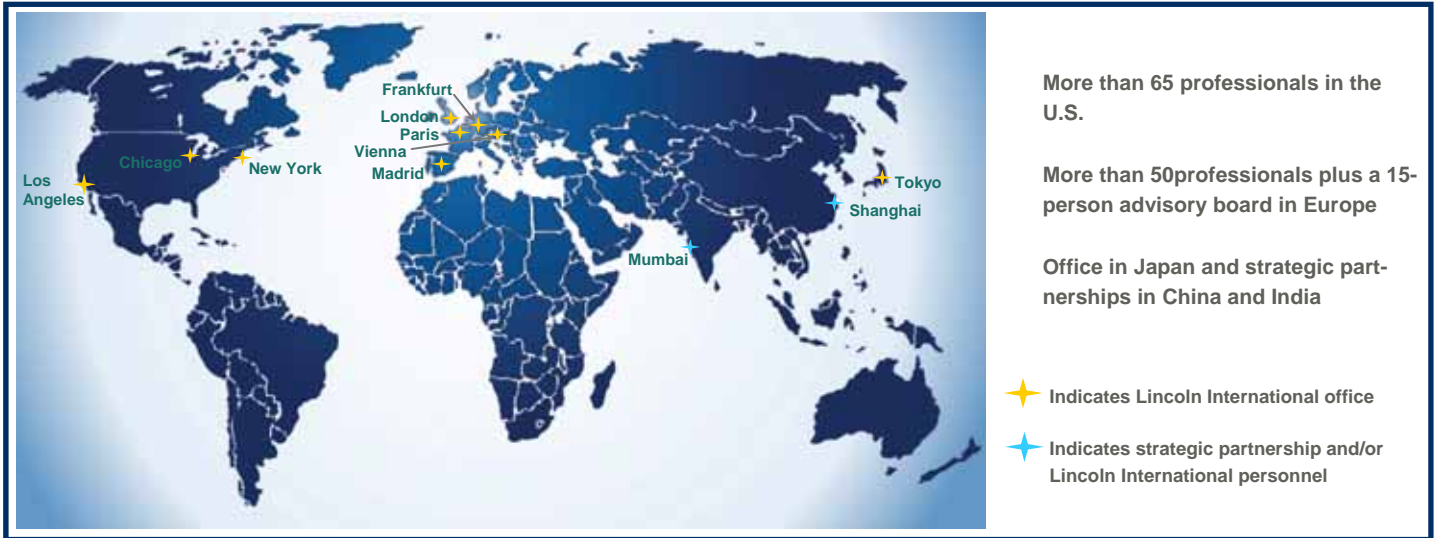 Frankfurt
London
Paris
Vienna
Madrid
Chicago
New York
Los
Angeles
Tokyo
Shanghai
Mumbai
More than 65 professionals in the
U.S.
More than 50professionals plus a 15-
person advisory board in Europe
Office in Japan and strategic part-
nerships in China and India
Indicates Lincoln International office
Indicates strategic partnership and/or
Lincoln International personnel